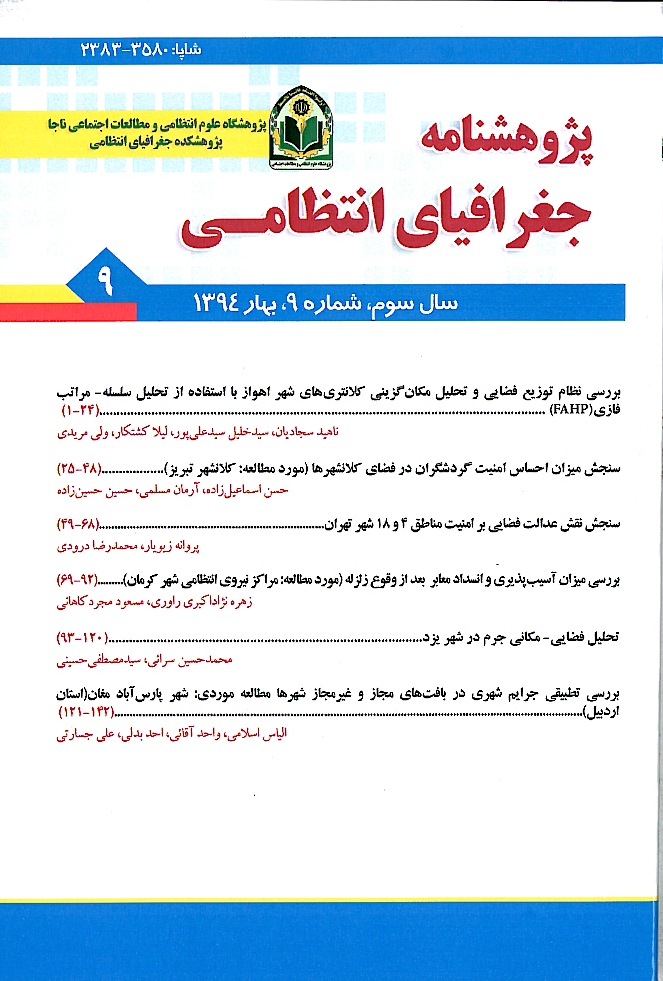 شاپا: ۳۵۸۰-۲۳۸۳
پژوهشگاه علوم انتظامی و مطالعات اجتماعی ناجا
پژوهشکده جغرافیای انتظامی
پژوهشنامه
جغرافیای انتظامی
۹
سال سوم، شماره ۹، بهار ۱۳۹۴
بررسی نظام توزیع فضایی و تحلیل مکان‌گزینی کلانتری‌های شهر اهواز با استفاده از تحلیل سلسله- مراتب
فازی(FAHP) ............(۱-۲۴)
ناهید سجادیان، سیدخلیل سیدعلی‌پور، لیلا کشتکار، ولی مریدی
سنجش میزان احساس امنیت گردشگران در فضای کلانشهرها (مورد مطالعه: کلانشهر تبریز)............(۲۵-۴۸)
حسن اسماعیل‌زاده، آرمان مسلمی، حسین حسین‌زاده
سنجش نقش عدالت فضایی بر امنیت مناطق ۴ و ۱۸ شهر تهران............(۴۹-۶۸)
پروانه زیویار، محمدرضا درودی
بررسی میزان آسیب‌پذیری و انسداد معابر بعد از وقوع زلزله (مورد مطالعه: مراکز نیروی انتظامی شهر کرمان).........(۶۹-۹۲)
زهره نژاداکبری راوری، مسعود مجردکاهانی
تحلیل فضایی- مکانی جرم در شهر یزد............(۹۳-۱۲۰)
محمدحسین سرائی، سیدمصطفی حسینی
بررسی تطبیقی جرایم شهری در بافت‌های مجاز و غیرمجاز شهرها مطالعه موردی: شهر پارس‌آباد مغان(استان
اردبیل)............(۱۲۱-۱۴۲)
الیاس اسلامی، واحد آقائی، احد بدلی، علی جسارتی